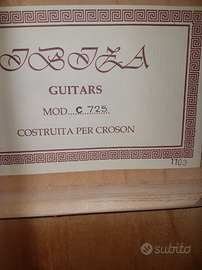 IBIZA
GUITARS
MOD. C 725
COSTRUITA PER CROSON
1103
subito